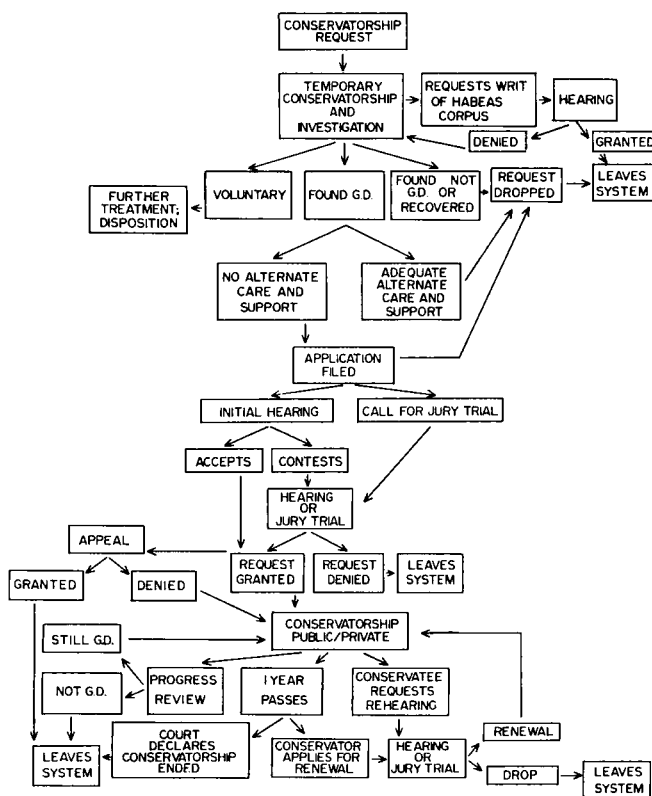 CONSERVATORSHIP
REQUEST
TEMPORARY
CONSERVATORSHIP
AND
INVESTIGATION
REQUESTS WRIT
OF HABEAS
CORPUS
HEARING
DENIED
GRANTED
FURTHER
TREATMENT;
DISPOSITION
VOLUNTARY
FOUND G.D.
FOUND NOT
G.D. OR
RECOVERED
REQUEST
DROPPED
LEAVES
SYSTEM
NO ALTERNATE
CARE AND
SUPPORT
ADEQUATE
ALTERNATE
CARE AND
SUPPORT
APPLICATION
FILED
INITIAL HEARING
CALL FOR JURY TRIAL
ACCEPTS
CONTESTS
HEARING
OR
JURY TRIAL
APPEAL
REQUEST
GRANTED
REQUEST
DENIED
LEAVES
SYSTEM
GRANTED
DENIED
CONSERVATORSHIP
PUBLIC/PRIVATE
STILL G.D.
NOT G.D.
PROGRESS
REVIEW
1 YEAR
PASSES
CONSERVATEE
REQUESTS
REHEARING
LEAVES
SYSTEM
COURT
DECLARES
CONSERVATORSHIP
ENDED
CONSERVATOR
APPLIES FOR
RENEWAL
HEARING OR
JURY TRIAL
RENEWAL
DROP
LEAVES
SYSTEM